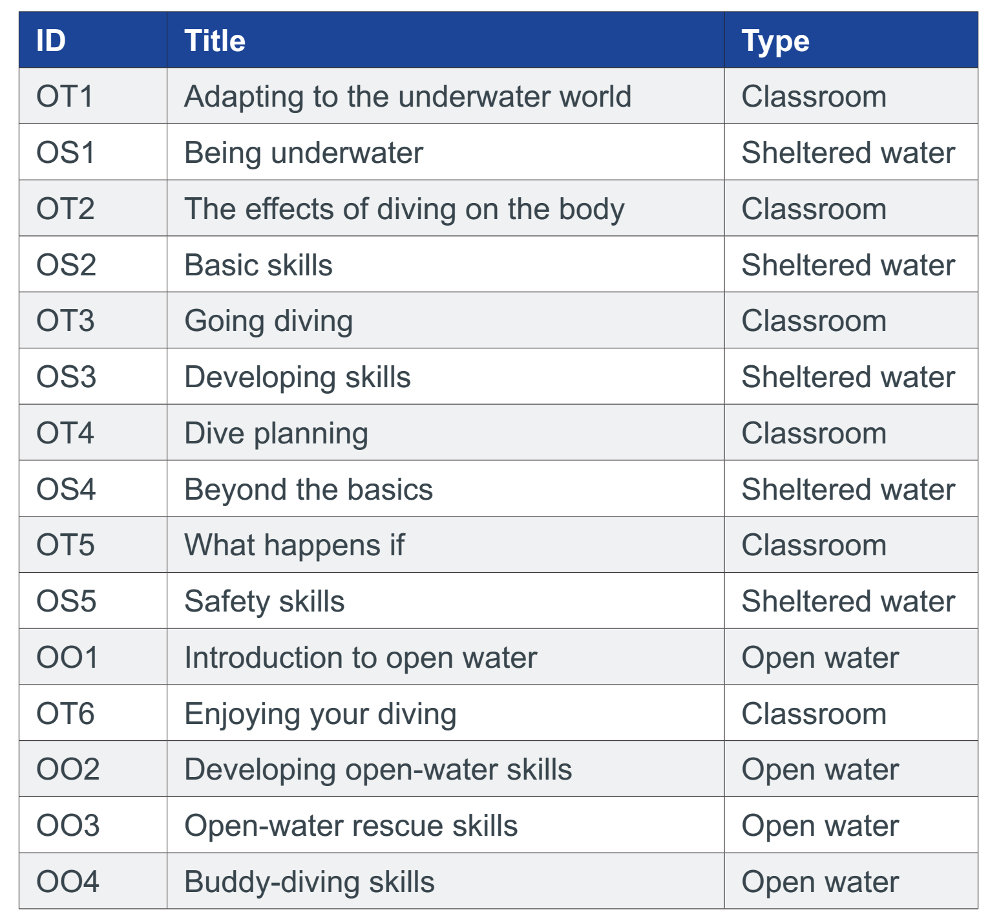 ID Title Type
OT1 Adapting to the underwater world Classroom
OS1 Being underwater Sheltered water
OT2 The effects of diving on the body Classroom
OS2 Basic skills Sheltered water
OT3 Going diving Classroom
OS3 Developing skills Sheltered water
OT4 Dive planning Classroom
OS4 Beyond the basics Sheltered water
OT5 What happens if Classroom
OS5 Safety skills Sheltered water
OO1 Introduction to open water Open water
OT6 Enjoying your diving Classroom
OO2 Developing open-water skills Open water
OO3 Open-water rescue skills Open water
OO4 Buddy-diving skills Open water